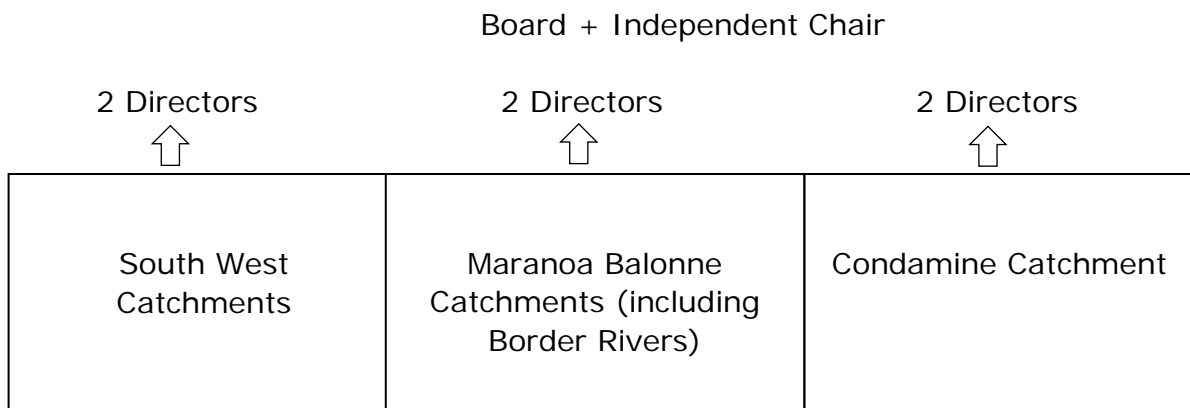 Board + Independent Chair
2 Directors
2 Directors
2 Directors
South West
Catchments
Maranoa Balonne
Catchments (including
Border Rivers)
Condamine Catchment